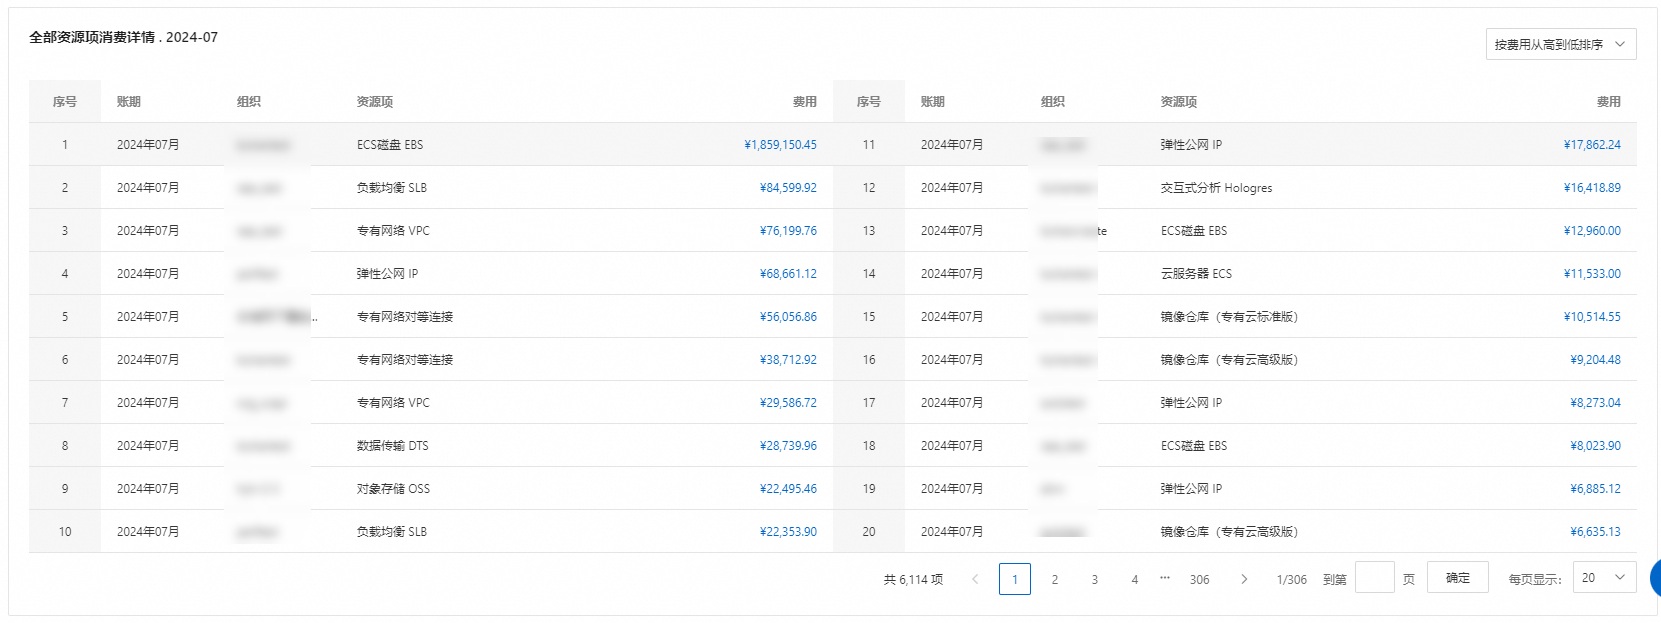 全部资源项消费详情 . 2024-07
按费用从高到低排序
序号 账期 组织 资源项 费用 序号 账期 组织 资源项 费用
1 2024年07月 ECS磁盘 EBS ¥1,859,150.45 11 2024年07月 弹性公网 IP ¥17,862.24
2 2024年07月 负载均衡 SLB ¥84,599.92 12 2024年07月 交互式分析 Hologres ¥16,418.89
3 2024年07月 专有网络 VPC ¥76,199.76 13 2024年07月 te ECS磁盘 EBS ¥12,960.00
4 2024年07月 弹性公网 IP ¥68,661.12 14 2024年07月 云服务器 ECS ¥11,533.00
5 2024年07月 .. 专有网络对等连接 ¥56,056.86 15 2024年07月 镜像仓库（专有云标准版） ¥10,514.55
6 2024年07月 专有网络对等连接 ¥38,712.92 16 2024年07月 镜像仓库（专有云高级版） ¥9,204.48
7 2024年07月 专有网络 VPC ¥29,586.72 17 2024年07月 弹性公网 IP ¥8,273.04
8 2024年07月 数据传输 DTS ¥28,739.96 18 2024年07月 ECS磁盘 EBS ¥8,023.90
9 2024年07月 对象存储 OSS ¥22,495.46 19 2024年07月 弹性公网 IP ¥6,885.12
10 2024年07月 负载均衡 SLB ¥22,353.90 20 2024年07月 镜像仓库（专有云高级版） ¥6,635.13
共 6,114 项 1 2 3 4 ··· 306 1/306 到第 页 确定 每页显示: 20